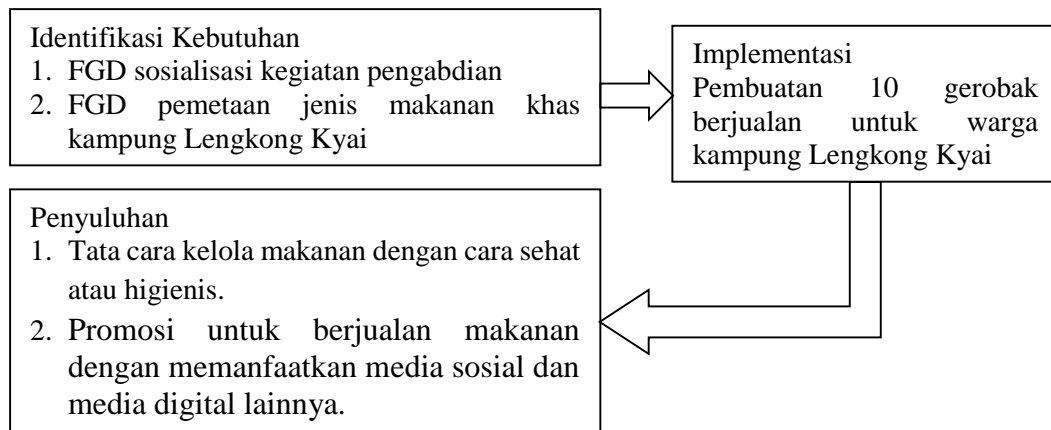 Identifikasi Kebutuhan
1. FGD sosialisasi kegiatan pengabdian
2. FGD pemetaan jenis makanan khas
kampung Lengkong Kyai
Implementasi
Pembuatan 10 gerobak
berjualan untuk warga
kampung Lengkong Kyai
Penyuluhan
1. Tata cara kelola makanan dengan cara sehat
atau higienis.
2. Promosi untuk berjualan makanan
dengan memanfaatkan media sosial dan
media digital lainnya.